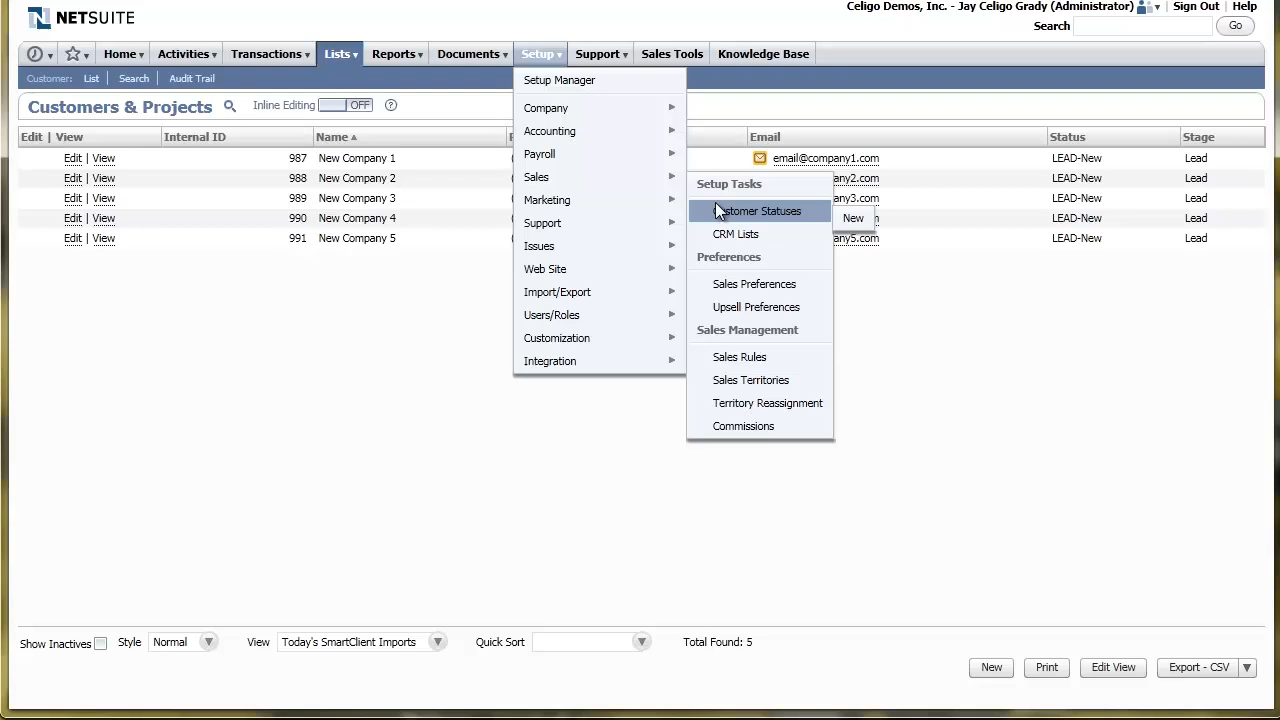 NETSUITE
Celigo Demos, Inc. - Jay Celigo Grady (Administrator) Sign Out Help
Search Go
Home Activities Transactions Lists Reports Documents Setup Support Sales Tools Knowledge Base
Customer: List Search Audit Trail
Customers & Projects Inline Editing OFF ?
Edit | View Internal ID Name Email Status Stage
Edit | View 987 New Company 1 email@company1.com LEAD-New Lead
Edit | View 988 New Company 2 LEAD-New Lead
Edit | View 989 New Company 3 LEAD-New Lead
Edit | View 990 New Company 4 LEAD-New Lead
Edit | View 991 New Company 5 LEAD-New Lead
Setup Manager
Company
Accounting
Payroll
Sales
Marketing
Support
Issues
Web Site
Import/Export
Users/Roles
Customization
Integration
Setup Tasks
Customer Statuses
New
CRM Lists
Preferences
Sales Preferences
Upsell Preferences
Sales Management
Sales Rules
Sales Territories
Territory Reassignment
Commissions
Show Inactives Style Normal View Today's SmartClient Imports Quick Sort Total Found: 5
New Print Edit View Export - CSV